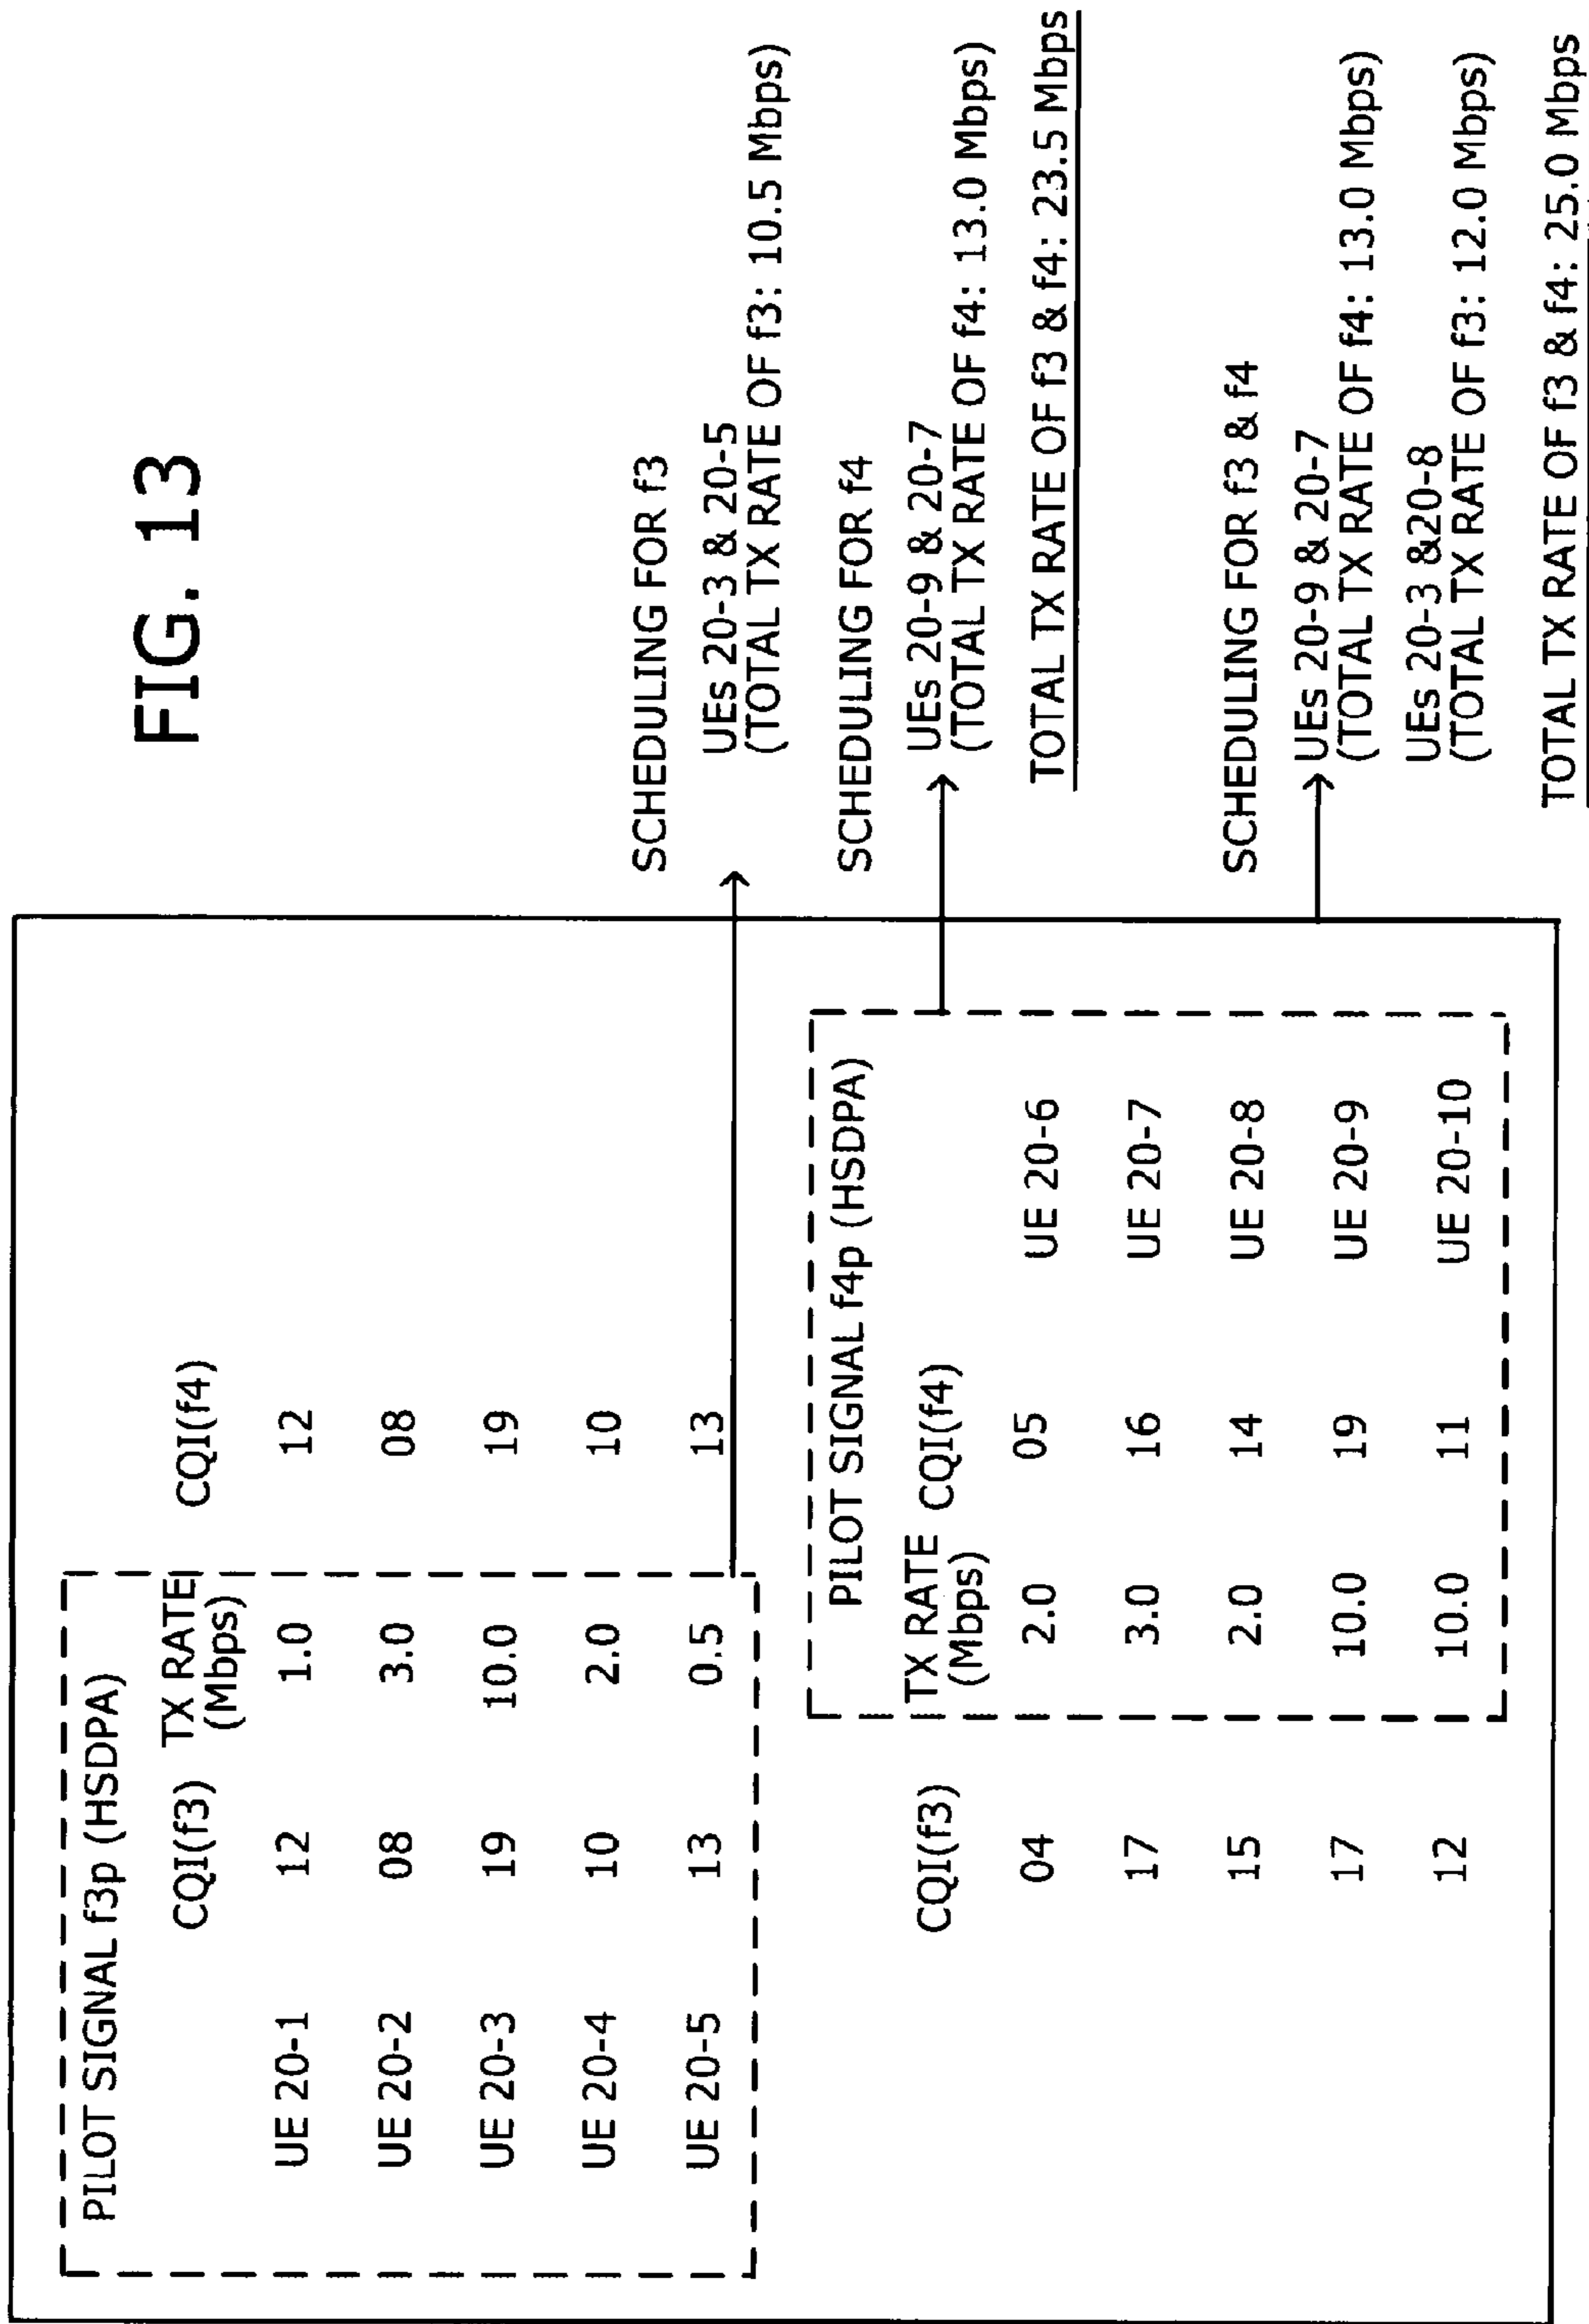 FIG. 13
PILOT SIGNAL f3p (HSDPA)
CQI(f3) TX RATE (Mbps) CQI(f4)
UE 20-1 12 1.0 12
UE 20-2 08 3.0 08
UE 20-3 19 10.0 19
UE 20-4 10 2.0 10
UE 20-5 13 0.5 13
PILOT SIGNAL f4p (HSDPA)
CQI(f3) TX RATE (Mbps) CQI(f4)
04 2.0 05 UE 20-6
17 3.0 16 UE 20-7
15 2.0 14 UE 20-8
17 10.0 19 UE 20-9
12 10.0 11 UE 20-10
SCHEDULING FOR f3
UEs 20-3 & 20-5
(TOTAL TX RATE OF f3: 10.5 Mbps)
SCHEDULING FOR f4
UEs 20-9 & 20-7
(TOTAL TX RATE OF f4: 13.0 Mbps)
TOTAL TX RATE OF f3 & f4: 23.5 Mbps
SCHEDULING FOR f3 & f4
UEs 20-9 & 20-7
(TOTAL TX RATE OF f4: 13.0 Mbps)
UEs 20-3 &20-8
(TOTAL TX RATE OF f3: 12.0 Mbps)
TOTAL TX RATE OF f3 & f4: 25.0 Mbps